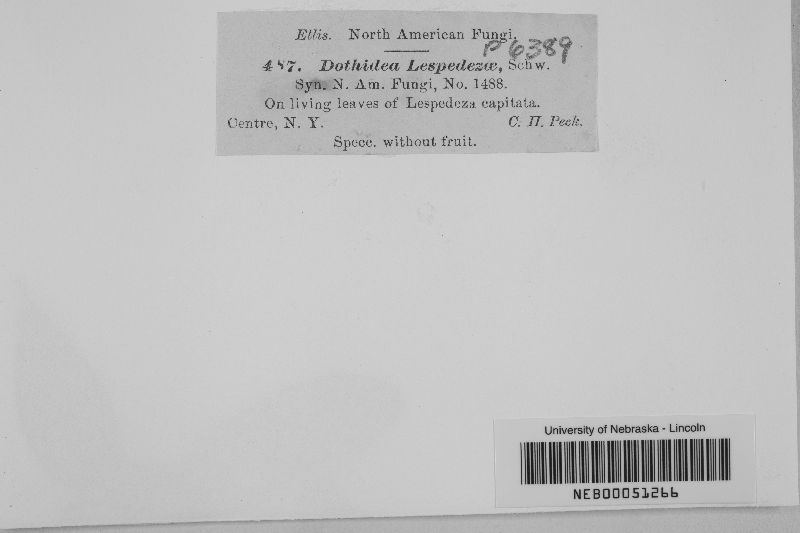 Ellis. North American Fungi.
P 6389
487. Dothidea Lespedezæ, Schw.
Syn. N. Am. Fungi, No. 1488.
On living leaves of Lespedeza capitata.
Centre, N. Y. C. H. Peck.
Specc. without fruit.
University of Nebraska - Lincoln
NEB00051266